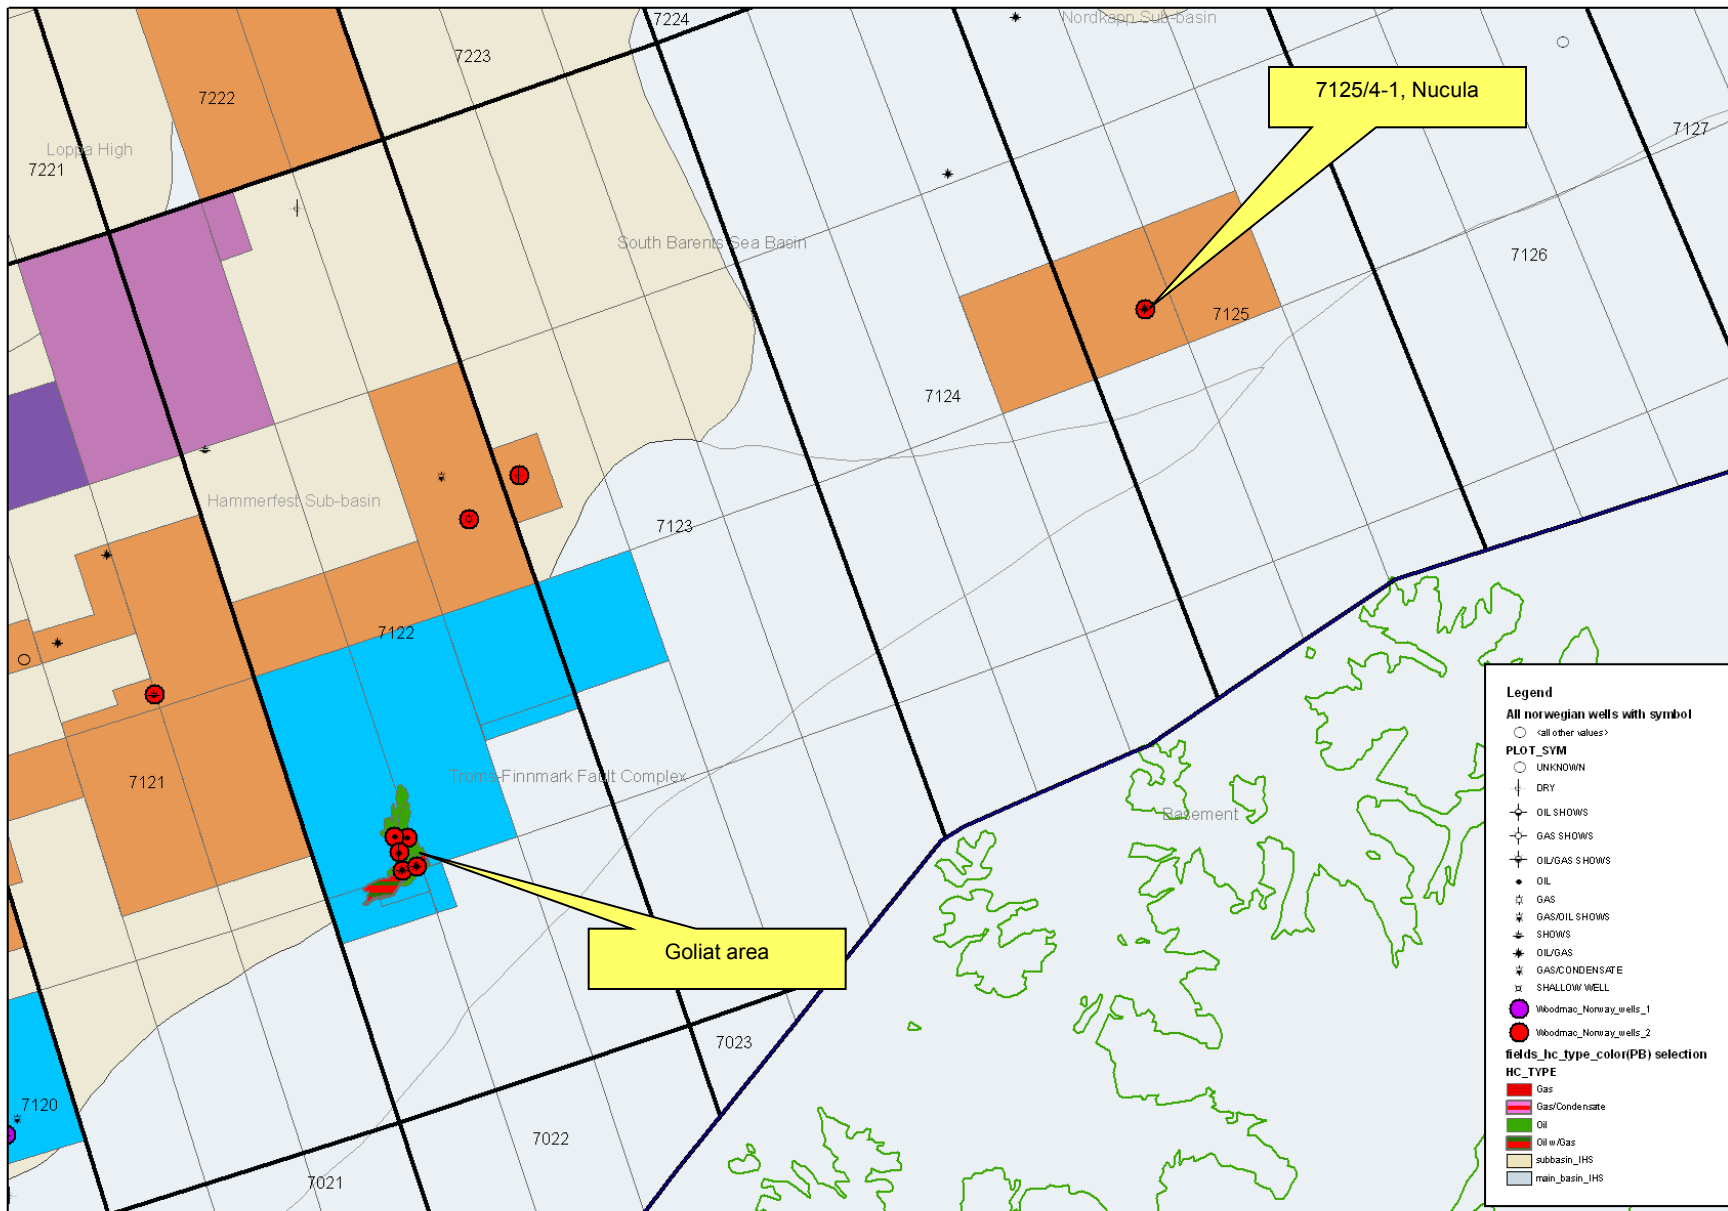 7224
Nordkapp Sub-basin
7223
7222
7125/4-1, Nucula
7127
Loppa High
7221
South Barents Sea Basin
7126
7125
7124
Hammerfest Sub-basin
7123
7122
7121
Troms-Finnmark Fault Complex
Basement
Goliat area
7023
7120
7022
7021
Legend
All norwegian wells with symbol
<all other values>
PLOT_SYM
UNKNOWN
DRY
OIL SHOWS
GAS SHOWS
OIL/GAS SHOWS
OIL
GAS
GAS/OIL SHOWS
SHOWS
OIL/GAS
GAS/CONDENSATE
SHALLOW WELL
Woodmac_Norway_wells_1
Woodmac_Norway_wells_2
fields_hc_type_color(PB) selection
HC_TYPE
Gas
Gas/Condensate
Oil
Oil w/Gas
subbasin_IHS
main_basin_IHS